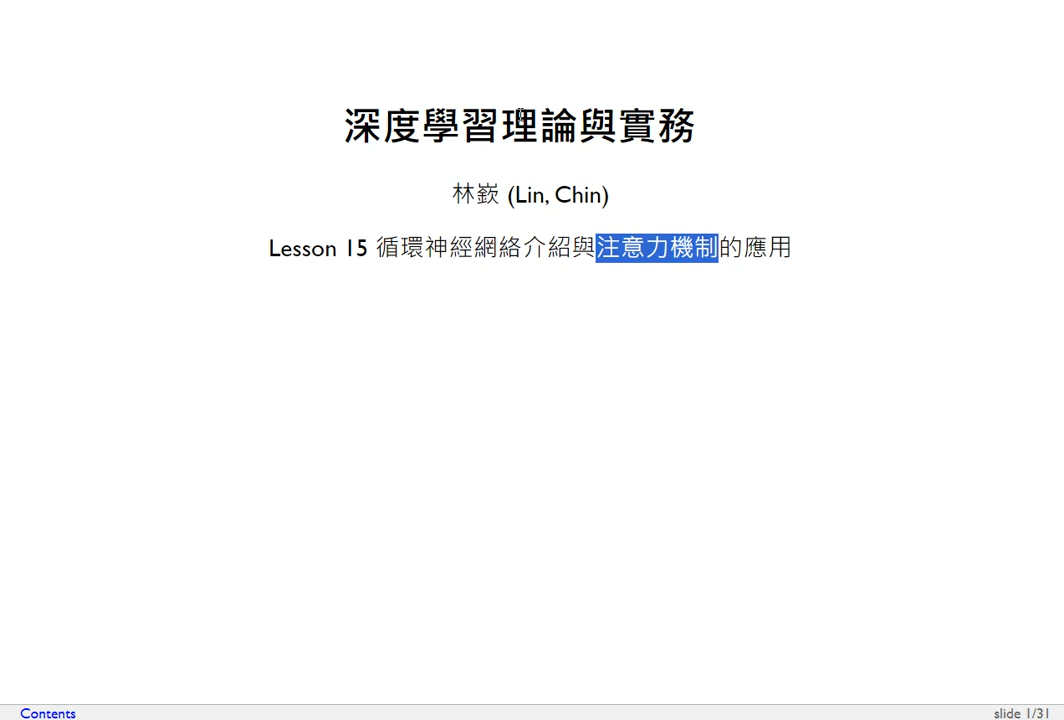 深度學習理論與實務
林嶔 (Lin, Chin)
Lesson 15 循環神經網絡介紹與注意力機制的應用
Contents
slide 1/31